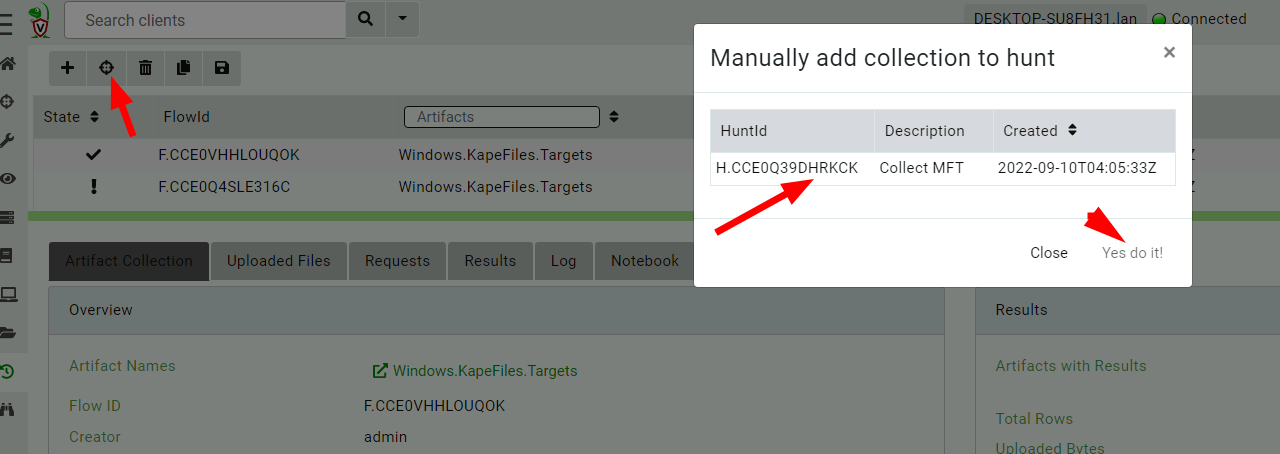 Search clients
DESKTOP-SU8FH31.lan Connected
Manually add collection to hunt ×
State FlowId Artifacts
HuntId Description Created
F.CCE0VHHLOUQOK Windows.KapeFiles.Targets
H.CCE0Q39DHRKCK Collect MFT 2022-09-10T04:05:33Z
F.CCE0Q4SLE316C Windows.KapeFiles.Targets
Close Yes do it!
Artifact Collection Uploaded Files Requests Results Log Notebook
Overview
Results
Artifact Names Windows.KapeFiles.Targets
Artifacts with Results
Flow ID F.CCE0VHHLOUQOK
Total Rows
Creator admin
Uploaded Bytes